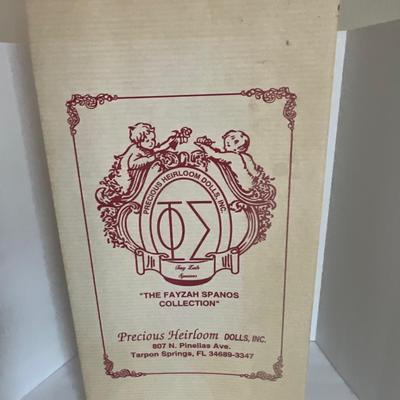 PRECIOUS HEIRLOOM DOLLS, INC.
ΦΣ
Spanos
"THE FAYZAH SPANOS
COLLECTION"
Precious Heirloom DOLLS, INC.
807 N. Pinellas Ave.
Tarpon Springs, FL 34689-3347